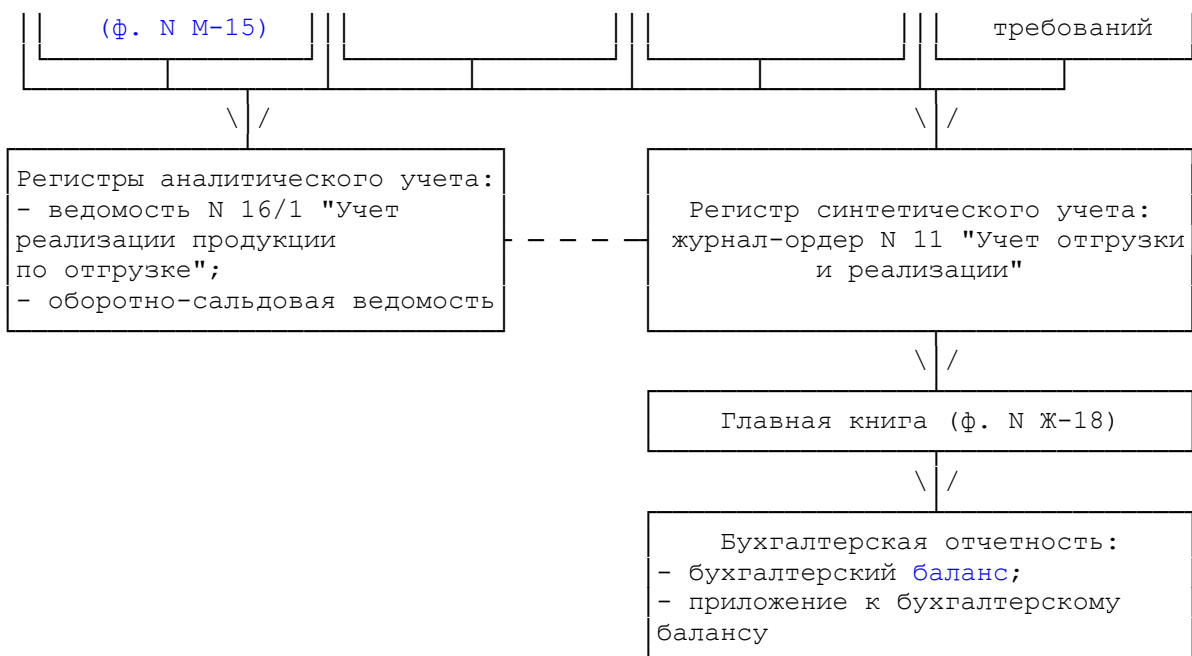 (ф. N М-15)
требований
Регистры аналитического учета:
- ведомость N 16/1 "Учет
реализации продукции
по отгрузке";
- оборотно-сальдовая ведомость
Регистр синтетического учета:
журнал-ордер N 11 "Учет отгрузки
и реализации"
Главная книга (ф. N Ж-18)
Бухгалтерская отчетность:
- бухгалтерский баланс;
- приложение к бухгалтерскому
балансу